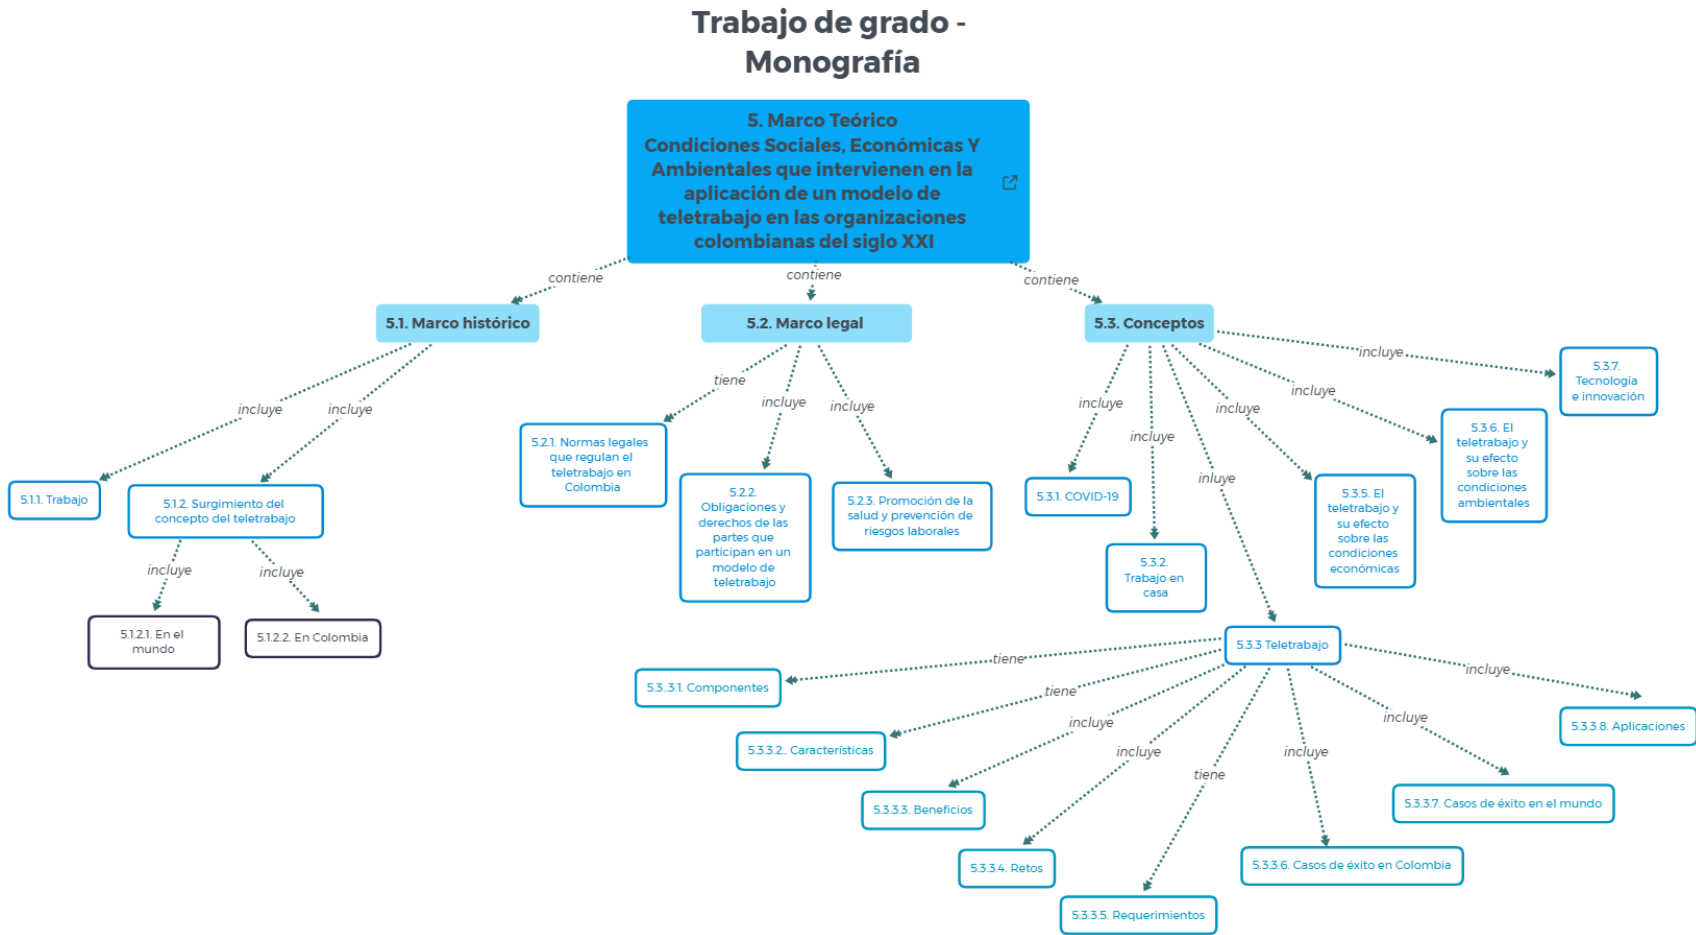 Trabajo de grado -
Monografía
5. Marco Teórico
Condiciones Sociales, Económicas Y
Ambientales que intervienen en la
aplicación de un modelo de
teletrabajo en las organizaciones
colombianas del siglo XXI
contiene
contiene
contiene
5.1. Marco histórico
5.2. Marco legal
5.3. Conceptos
incluye
incluye
tiene
incluye
incluye
incluye
incluye
inluye
incluye
incluye
incluye
5.1.1. Trabajo
5.1.2. Surgimiento del
concepto del teletrabajo
incluye
incluye
5.1.2.1. En el
mundo
5.1.2.2. En Colombia
5.2.1. Normas legales
que regulan el
teletrabajo en
Colombia
5.2.2.
Obligaciones y
derechos de las
partes que
participan en un
modelo de
teletrabajo
5.2.3. Promoción de la
salud y prevención de
riesgos laborales
5.3.1. COVID-19
5.3.2.
Trabajo en
casa
5.3.5. El
teletrabajo y
su efecto
sobre las
condiciones
económicas
5.3.6. El
teletrabajo y
su efecto
sobre las
condiciones
ambientales
5.3.7.
Tecnología
e innovación
5.3.3 Teletrabajo
tiene
tiene
incluye
incluye
tiene
incluye
incluye
incluye
5.3..3.1. Componentes
5.3.3.2.. Características
5.3.3.3. Beneficios
5.3.3.4. Retos
5.3.3.5. Requerimientos
5.3.3.6. Casos de éxito en Colombia
5.3.3.7. Casos de éxito en el mundo
5.3.3.8. Aplicaciones